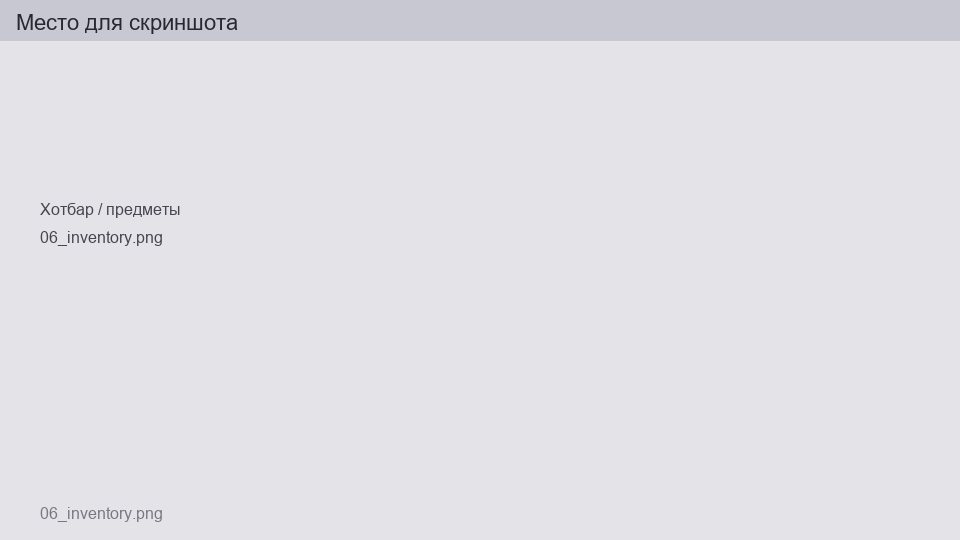 Место для скриншота
Хотбар / предметы
06_inventory.png
06_inventory.png